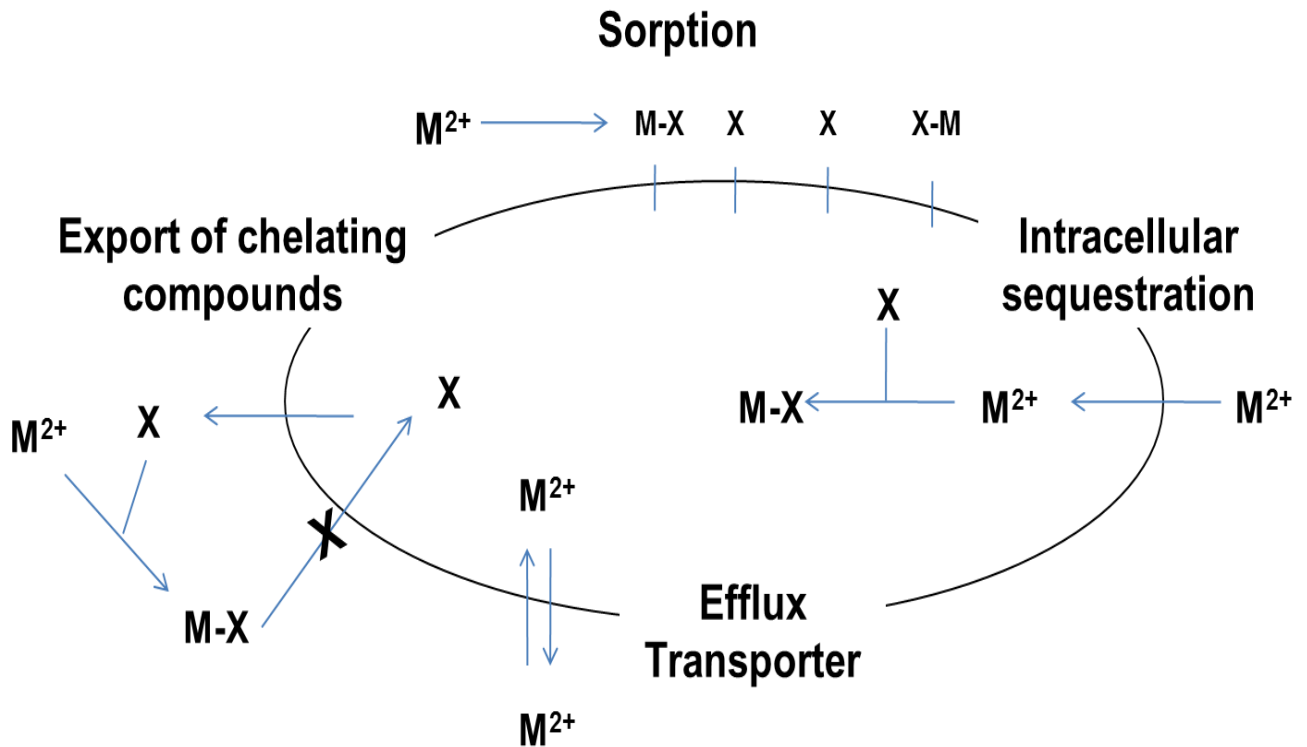 Sorption
M²⁺ M-X X X X-M
Export of chelating
compounds
Intracellular
sequestration
X
M-X M²⁺ M²⁺
X
M²⁺ X
M-X
X
M²⁺
M²⁺
Efflux
Transporter